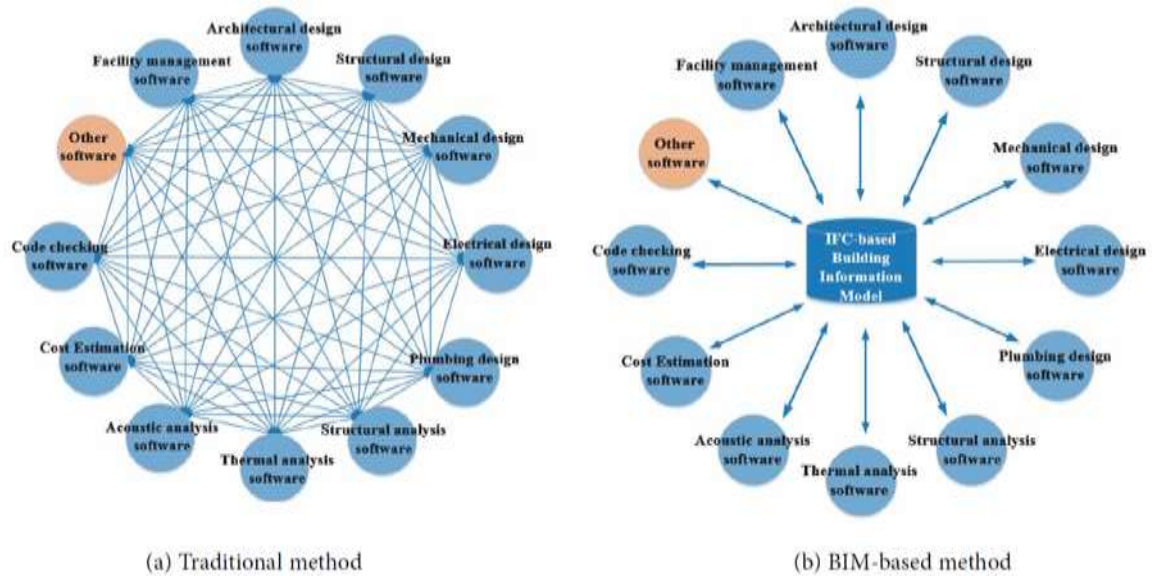 Architectural design
software
Facility management
software
Structural design
software
Other
software
Mechanical design
software
Code checking
software
Electrical design
software
Cost Estimation
software
Plumbing design
software
Acoustic analysis
software
Structural analysis
software
Thermal analysis
software
(a) Traditional method
Architectural design
software
Facility management
software
Structural design
software
Other
software
Mechanical design
software
IFC-based
Building
Information
Model
Code checking
software
Electrical design
software
Cost Estimation
software
Plumbing design
software
Acoustic analysis
software
Structural analysis
software
Thermal analysis
software
(b) BIM-based method